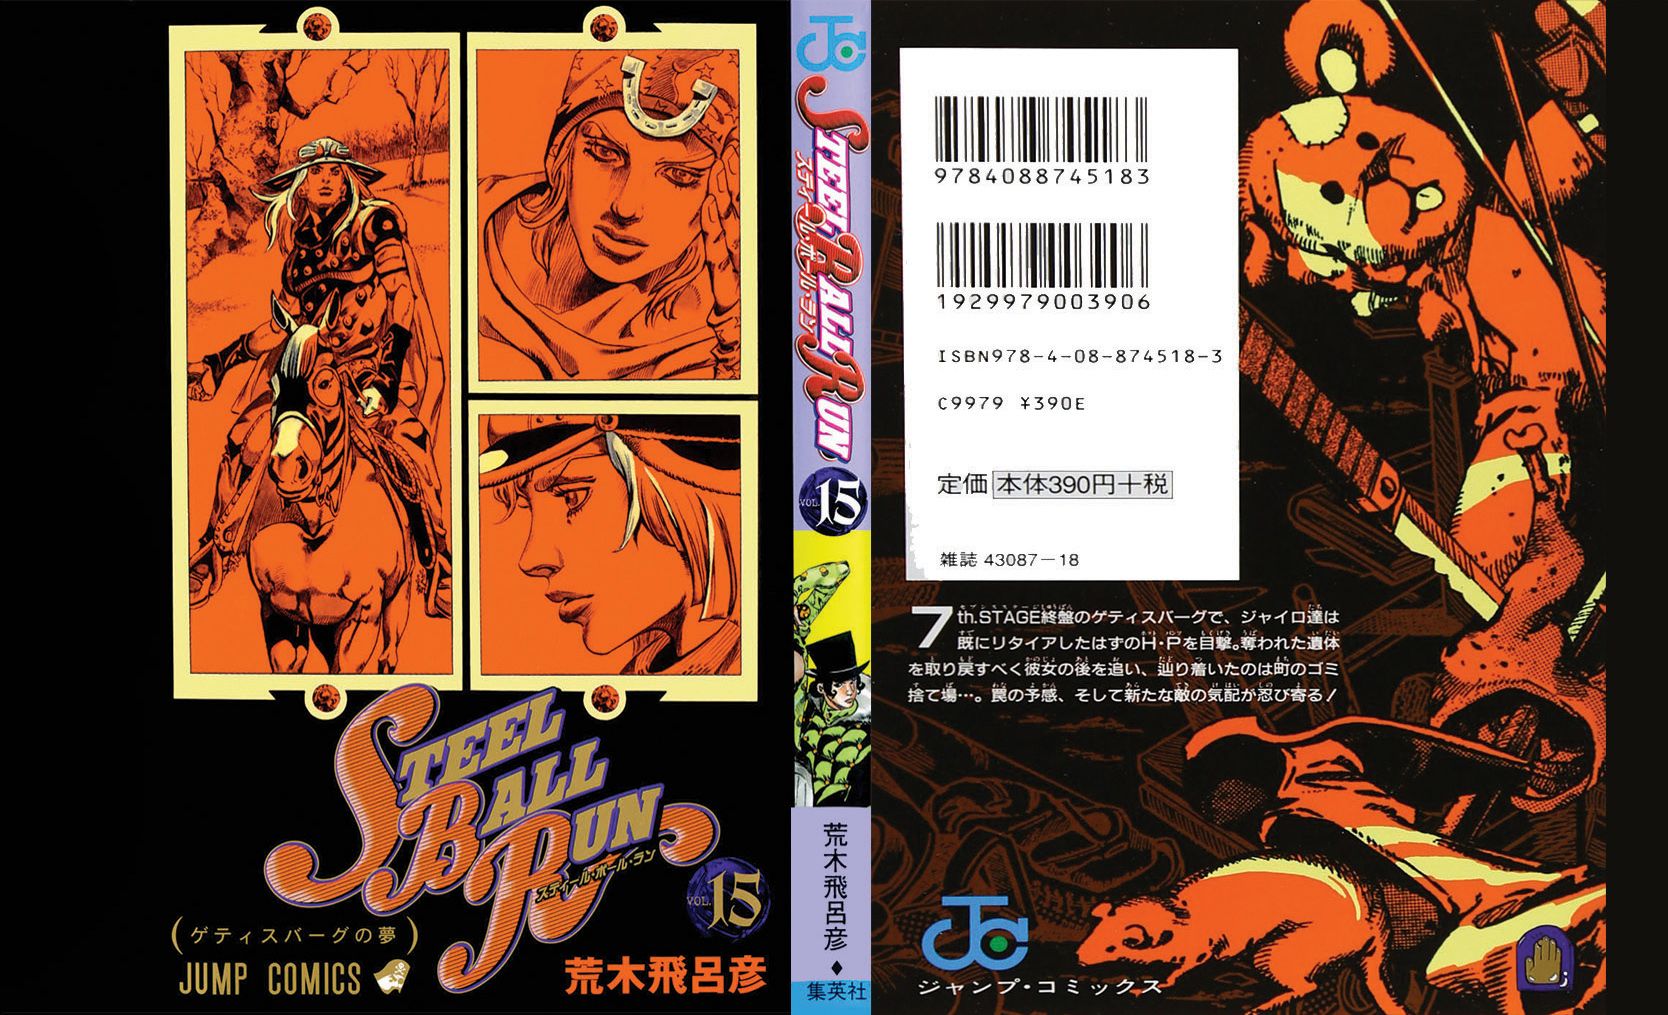 STEEL
BALL
RUN
スティール・ボール・ラン
VOL.15
(ゲティスバーグの夢)
JUMP COMICS
荒木飛呂彦
JC
STEEL BALL RUN
スティール・ボール・ラン
VOL.15
荒木飛呂彦◆
集英社
9784088745183
1929979003906
ISBN978-4-08-874518-3
C9979 ¥390E
定価 本体390円+税
雑誌 43087-18
7th.STAGE終盤のゲティスバーグで、ジャイロ達は
既にリタイアしたはずのH・Pを目撃。奪われた遺体
を取り戻すべく彼女の後を追い、辿り着いたのは町のゴミ
捨て場…。罠の予感、そして新たな敵の気配が忍び寄る!
JC
ジャンプ・コミックス